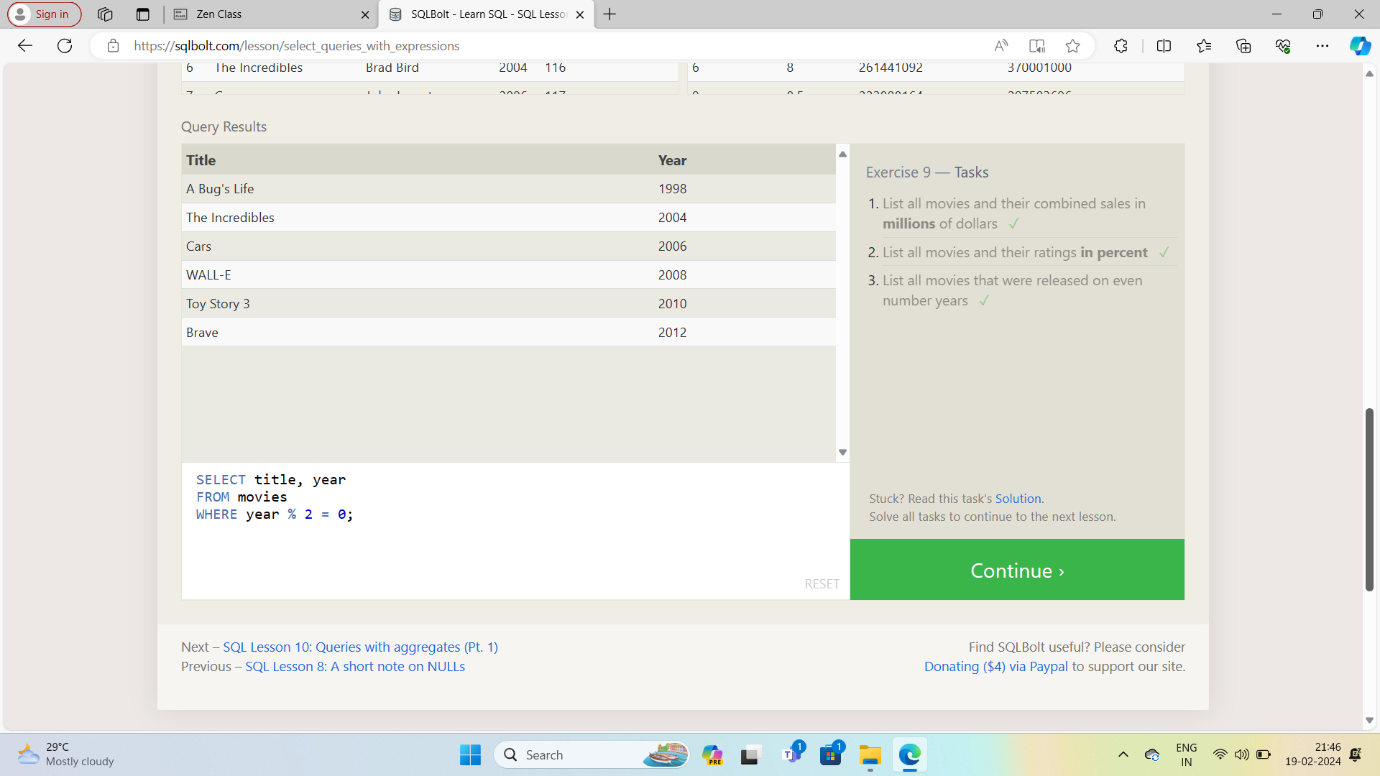 Sign in
Zen Class
SQLBolt - Learn SQL - SQL Lesso
https://sqlbolt.com/lesson/select_queries_with_expressions
6 The Incredibles Brad Bird 2004 116
6 8 261441092 370001000
Query Results
Title Year
A Bug's Life 1998
The Incredibles 2004
Cars 2006
WALL-E 2008
Toy Story 3 2010
Brave 2012
SELECT title, year
FROM movies
WHERE year % 2 = 0;
RESET
Exercise 9 — Tasks
1. List all movies and their combined sales in
millions of dollars ✓
2. List all movies and their ratings in percent ✓
3. List all movies that were released on even
number years ✓
Stuck? Read this task's Solution.
Solve all tasks to continue to the next lesson.
Continue ›
Next – SQL Lesson 10: Queries with aggregates (Pt. 1)
Previous – SQL Lesson 8: A short note on NULLs
Find SQLBolt useful? Please consider
Donating ($4) via Paypal to support our site.
29°C
Mostly cloudy
Search
PRE
1
1
ENG
IN
21:46
19-02-2024